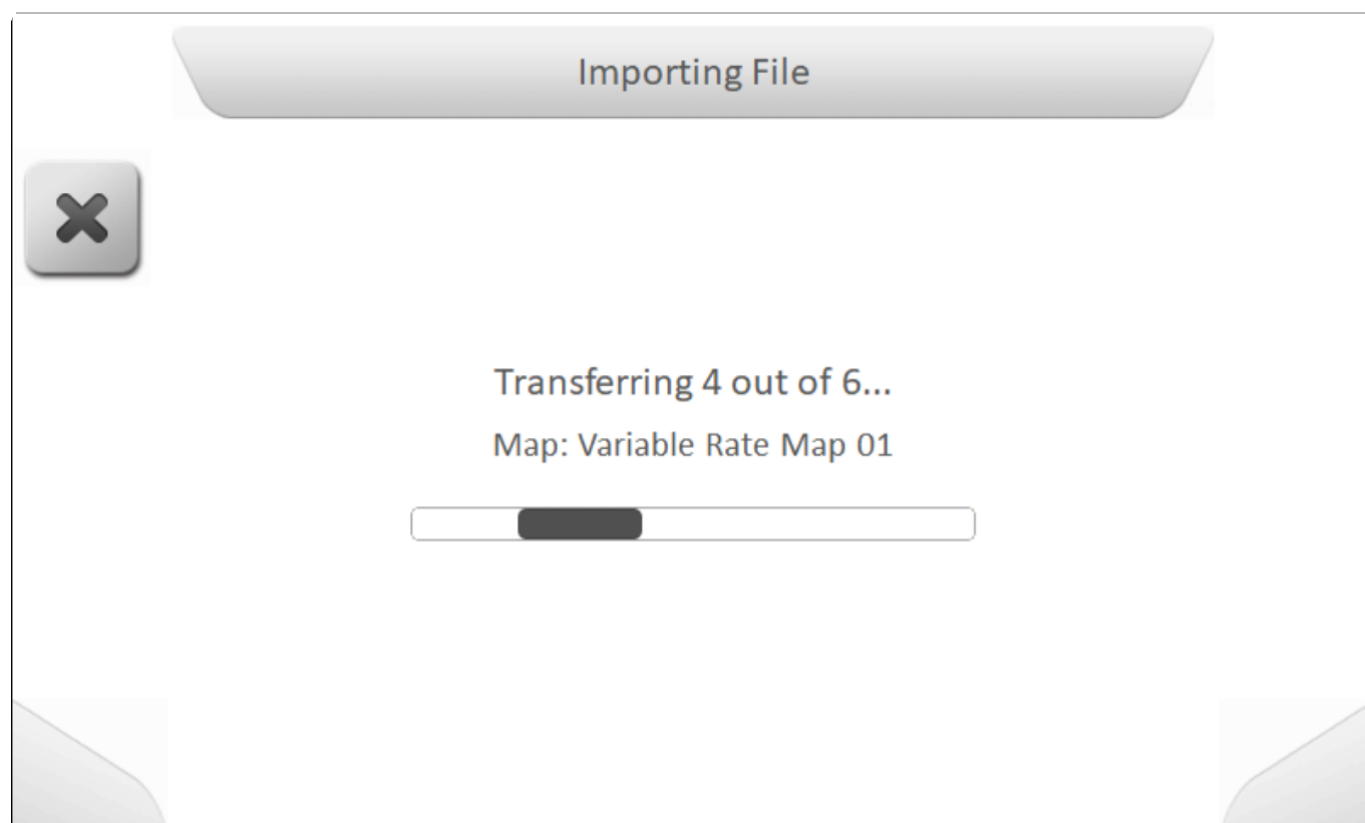 Importing File
Transferring 4 out of 6...
Map: Variable Rate Map 01